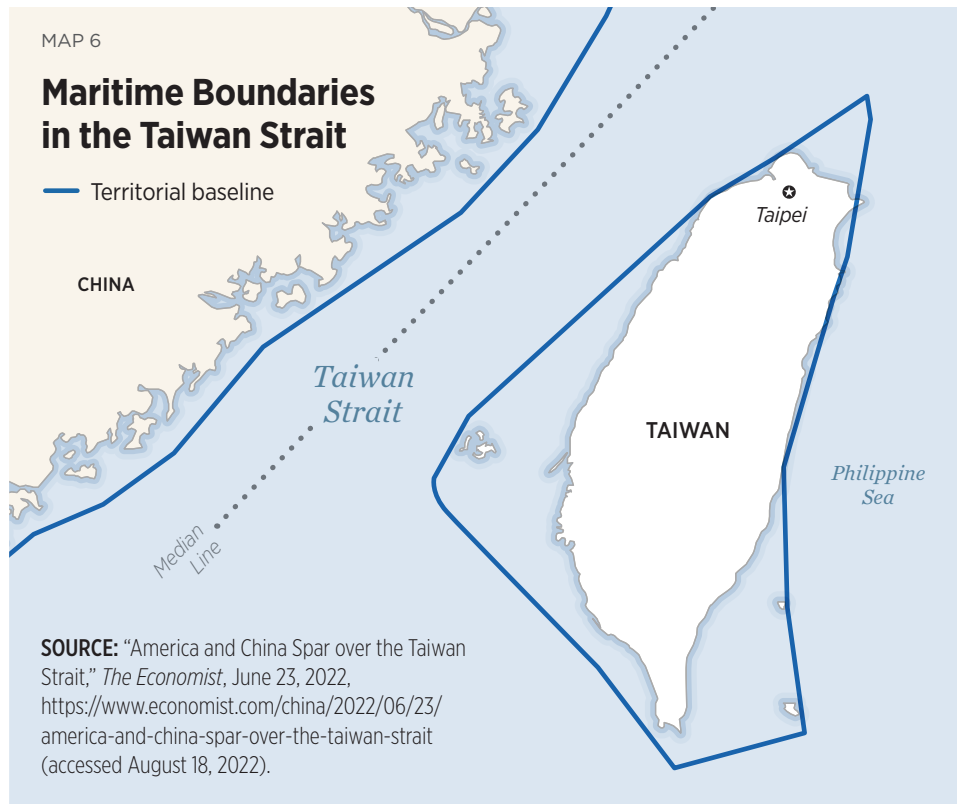 MAP 6
Maritime Boundaries
in the Taiwan Strait
Territorial baseline
CHINA
Taipei
Taiwan
Strait
TAIWAN
Philippine
Sea
Median
Line
SOURCE: “America and China Spar over the Taiwan
Strait,” The Economist, June 23, 2022,
https://www.economist.com/china/2022/06/23/
america-and-china-spar-over-the-taiwan-strait
(accessed August 18, 2022).